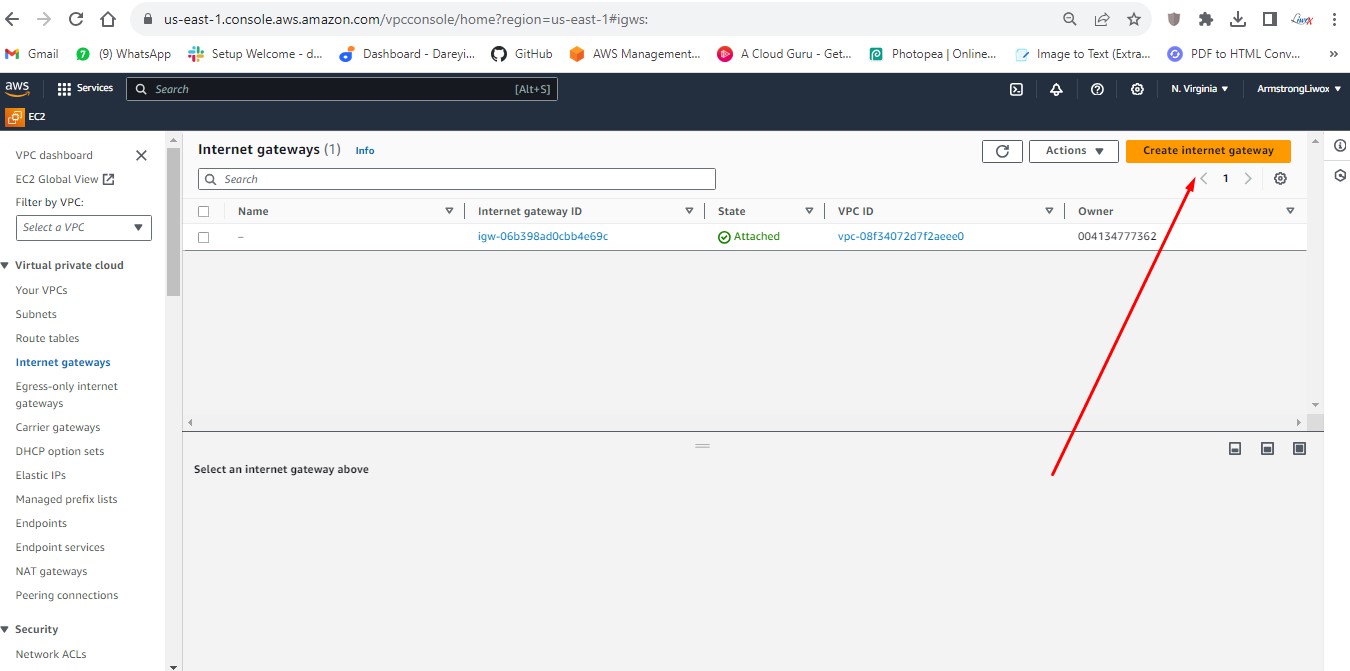 us-east-1.console.aws.amazon.com/vpcconsole/home?region=us-east-1#igws:
Gmail
7 (9) WhatsApp
Setup Welcome - d...
Dashboard - Dareyi...
GitHub
AWS Management...
A Cloud Guru - Get...
Photopea | Online...
Image to Text (Extra...
PDF to HTML Conv...
»
aws
Services
Search [Alt+S]
N. Virginia
ArmstrongLiwox
EC2
VPC dashboard
EC2 Global View
Filter by VPC:
Select a VPC
Virtual private cloud
Your VPCs
Subnets
Route tables
Internet gateways
Egress-only internet
gateways
Carrier gateways
DHCP option sets
Elastic IPs
Managed prefix lists
Endpoints
Endpoint services
NAT gateways
Peering connections
Security
Network ACLs
Internet gateways (1) Info
Actions
Create internet gateway
Search
1
Name Internet gateway ID State VPC ID Owner
– igw-06b398ad0cbb4e69c Attached vpc-08f34072d7f2aeee0 004134777362
Select an internet gateway above